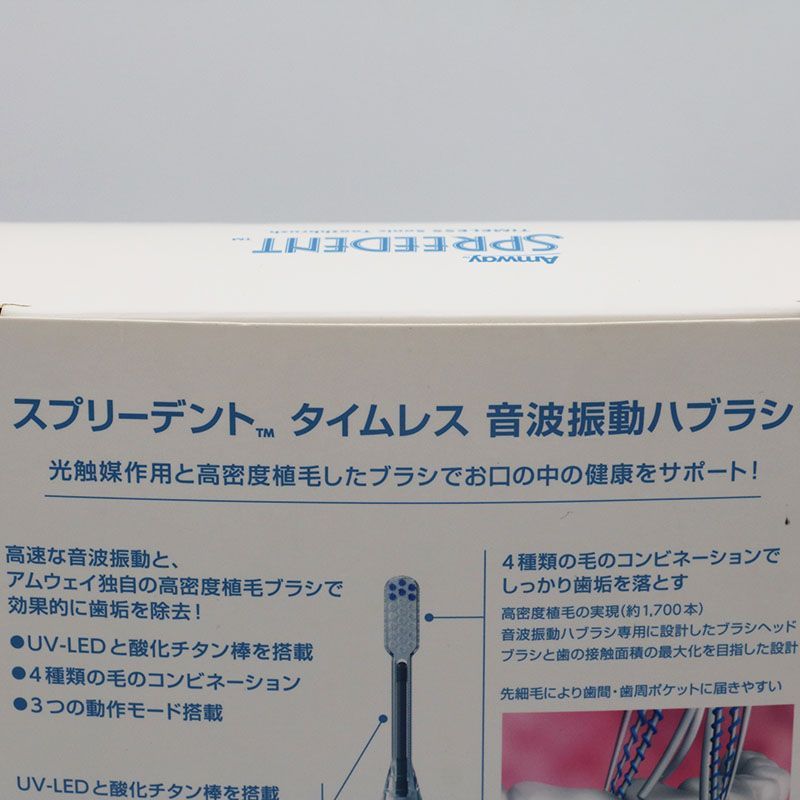 Amway
SPREEDENT™
TIMELESS Sonic Toothbrush
スプリーデント™ タイムレス 音波振動ハブラシ
光触媒作用と高密度植毛したブラシでお口の中の健康をサポート!
高速な音波振動と、
アムウェイ独自の高密度植毛ブラシで
効果的に歯垢を除去!
●UV-LEDと酸化チタン棒を搭載
●4種類の毛のコンビネーション
●3つの動作モード搭載
UV-LEDと酸化チタン棒を搭載
4種類の毛のコンビネーションで
しっかり歯垢を落とす
高密度植毛の実現(約1,700本)
音波振動ハブラシ専用に設計したブラシヘッド
ブラシと歯の接触面積の最大化を目指した設計
先細毛により歯間・歯周ポケットに届きやすい